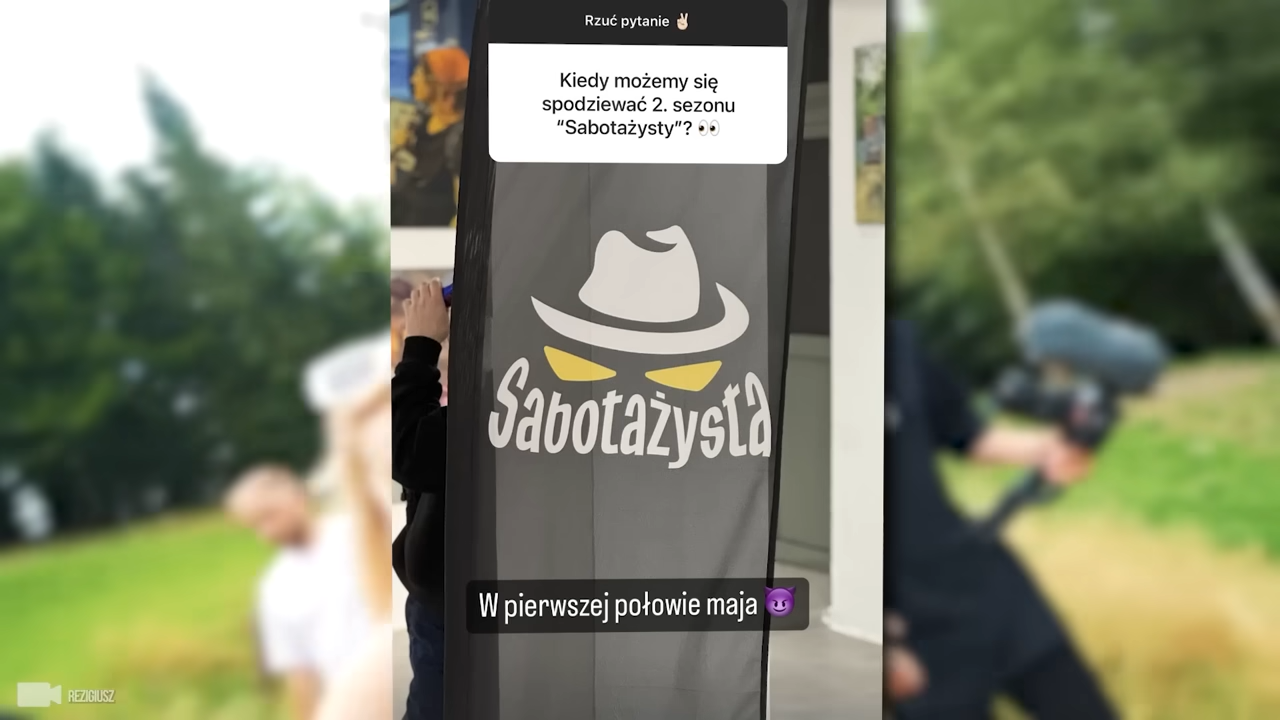 Rzuć pytanie ✌🏻
Kiedy możemy się
spodziewać 2. sezonu
“Sabotażysty”? 👀
Sabotażysta
W pierwszej połowie maja 😈
REZIGIUSZ